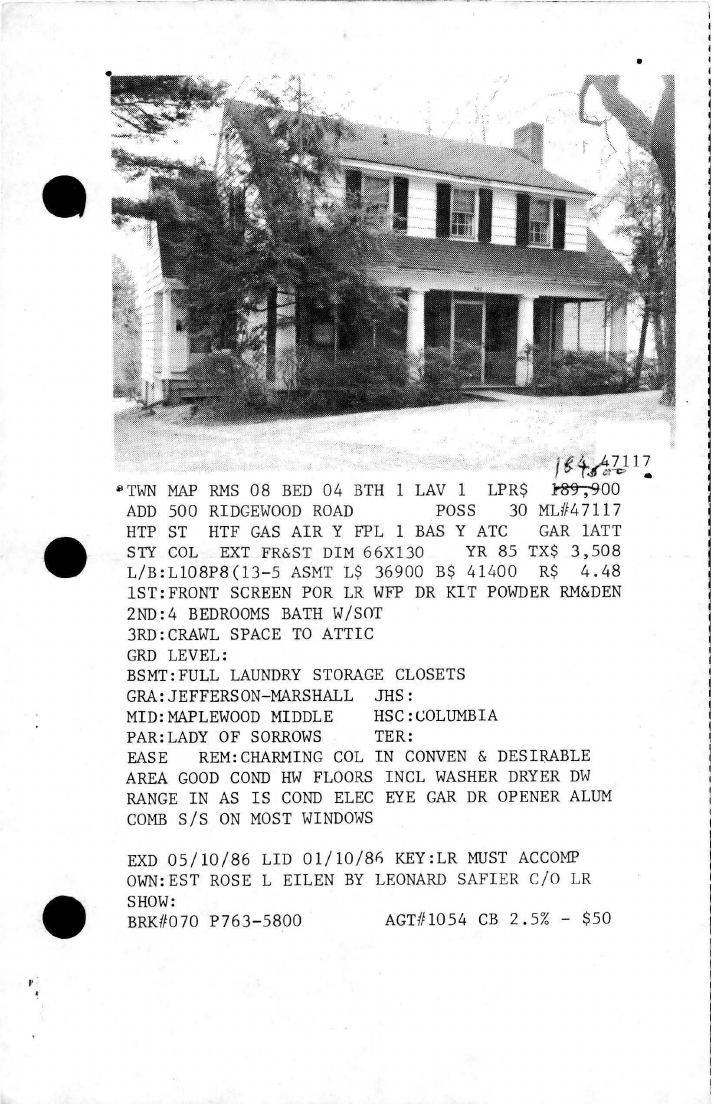 184,500 47117
TWN MAP RMS 08 BED 04 BTH 1 LAV 1 LPR$ 189,900
ADD 500 RIDGEWOOD ROAD POSS 30 ML#47117
HTP ST HTF GAS AIR Y FPL 1 BAS Y ATC GAR 1ATT
STY COL EXT FR&ST DIM 66X130 YR 85 TX$ 3,508
L/B:L108P8(13-5 ASMT L$ 36900 B$ 41400 R$ 4.48
1ST:FRONT SCREEN POR LR WFP DR KIT POWDER RM&DEN
2ND:4 BEDROOMS BATH W/SOT
3RD:CRAWL SPACE TO ATTIC
GRD LEVEL:
BSMT:FULL LAUNDRY STORAGE CLOSETS
GRA:JEFFERSON-MARSHALL JHS:
MID:MAPLEWOOD MIDDLE HSC:COLUMBIA
PAR:LADY OF SORROWS TER:
EASE REM:CHARMING COL IN CONVEN & DESIRABLE
AREA GOOD COND HW FLOORS INCL WASHER DRYER DW
RANGE IN AS IS COND ELEC EYE GAR DR OPENER ALUM
COMB S/S ON MOST WINDOWS
EXD 05/10/86 LID 01/10/86 KEY:LR MUST ACCOMP
OWN:EST ROSE L EILEN BY LEONARD SAFIER C/O LR
SHOW:
BRK#070 P763-5800 AGT#1054 CB 2.5% - $50